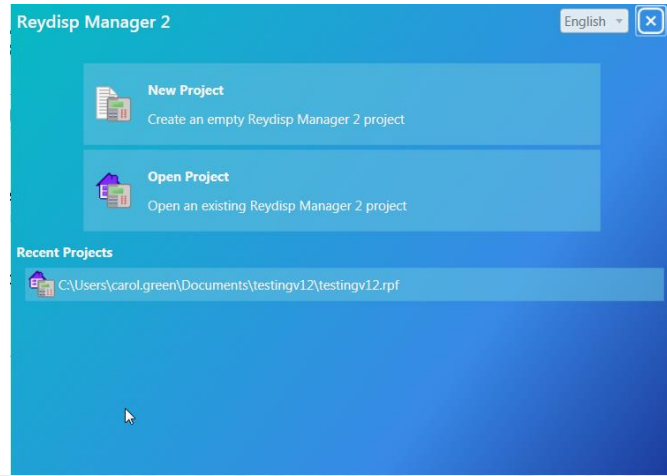 Reydisp Manager 2
English
New Project
Create an empty Reydisp Manager 2 project
Open Project
Open an existing Reydisp Manager 2 project
Recent Projects
C:\Users\carol.green\Documents\testingv12\testingv12.rpf